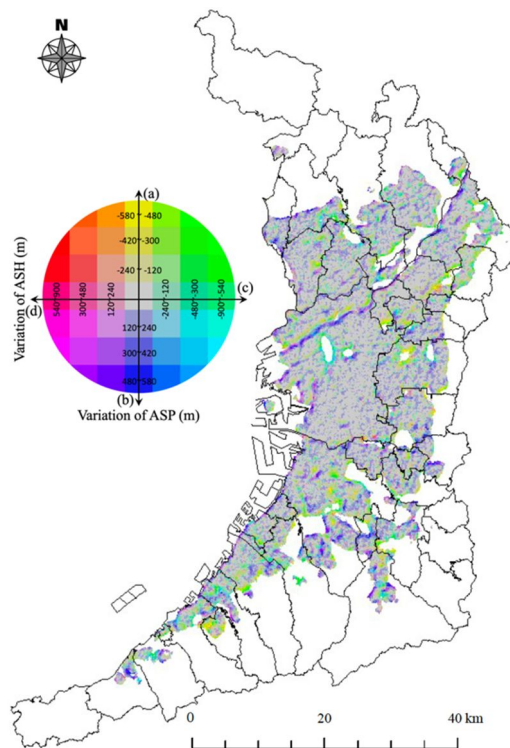 N
(a)
-580 -480
-420 -300
-240 -120
Variation of ASH (m)
(d)
540 900
300 480
120 240
-240 -120
-480 -300
-900 -540
(c)
120 240
300 420
480 580
(b)
Variation of ASP (m)
0 20 40 km